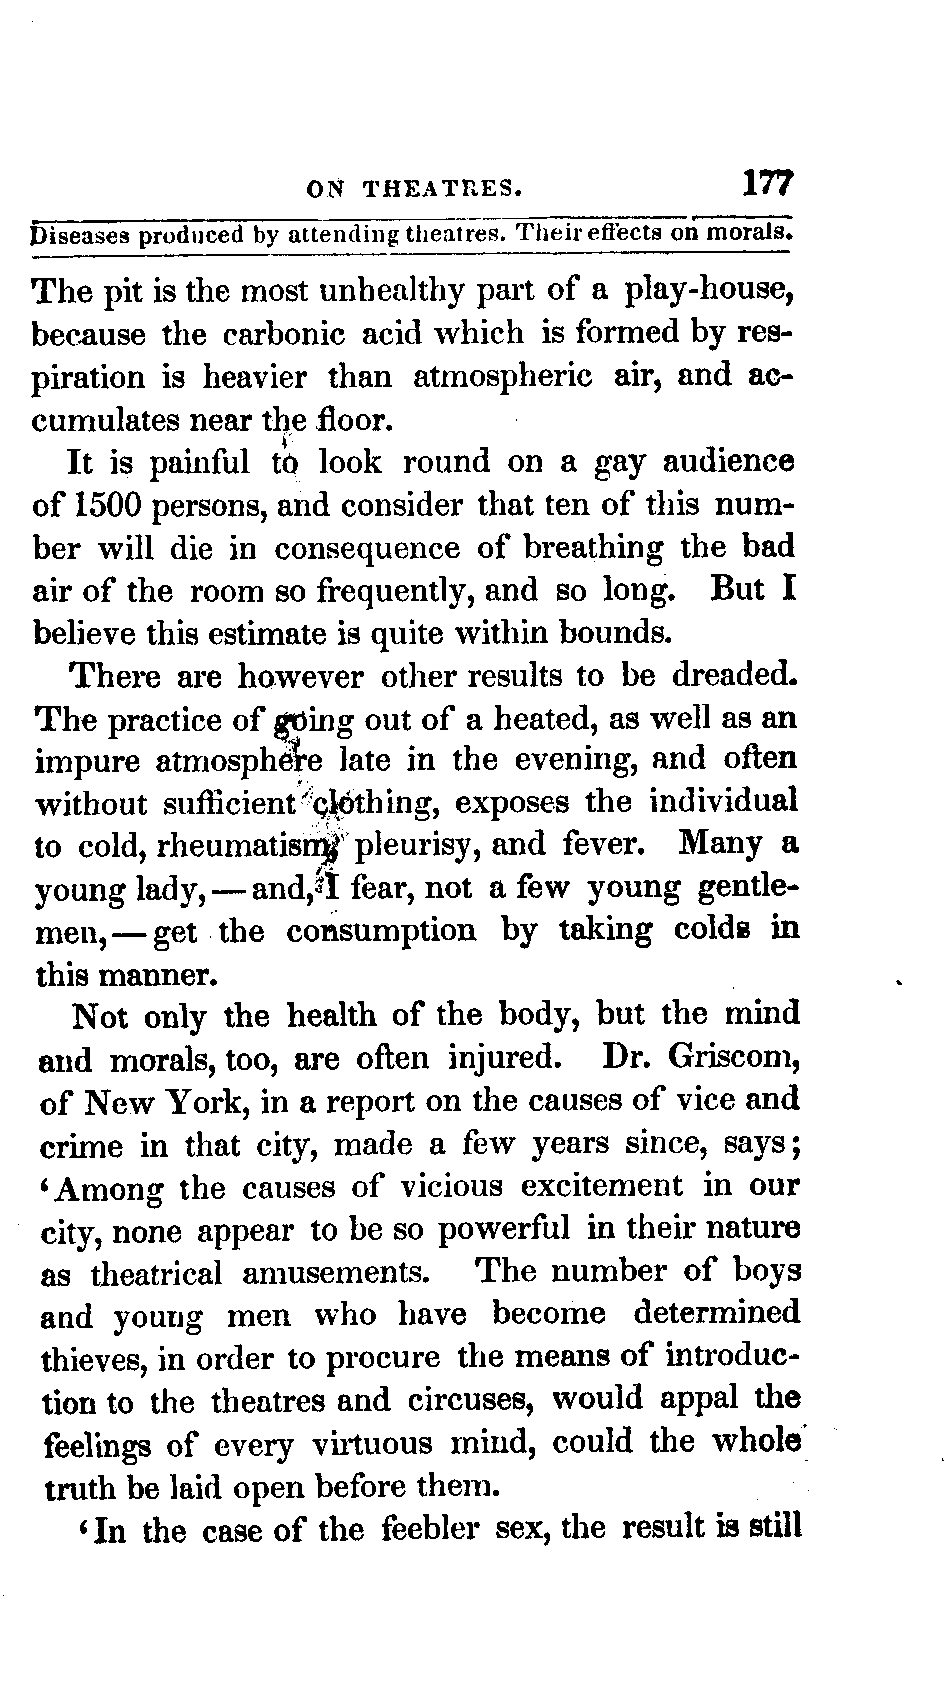 ON THEATRES. 177
Diseases produced by attending theatres. Their effects on morals.
The pit is the most unhealthy part of a play-house,
because the carbonic acid which is formed by res-
piration is heavier than atmospheric air, and ac-
cumulates near the floor.
It is painful to look round on a gay audience
of 1500 persons, and consider that ten of this num-
ber will die in consequence of breathing the bad
air of the room so frequently, and so long. But I
believe this estimate is quite within bounds.
There are however other results to be dreaded.
The practice of going out of a heated, as well as an
impure atmosphere late in the evening, and often
without sufficient clothing, exposes the individual
to cold, rheumatism, pleurisy, and fever. Many a
young lady, — and, I fear, not a few young gentle-
men, — get the consumption by taking colds in
this manner.
Not only the health of the body, but the mind
and morals, too, are often injured. Dr. Griscom,
of New York, in a report on the causes of vice and
crime in that city, made a few years since, says;
‘Among the causes of vicious excitement in our
city, none appear to be so powerful in their nature
as theatrical amusements. The number of boys
and young men who have become determined
thieves, in order to procure the means of introduc-
tion to the theatres and circuses, would appal the
feelings of every virtuous mind, could the whole
truth be laid open before them.
‘In the case of the feebler sex, the result is still